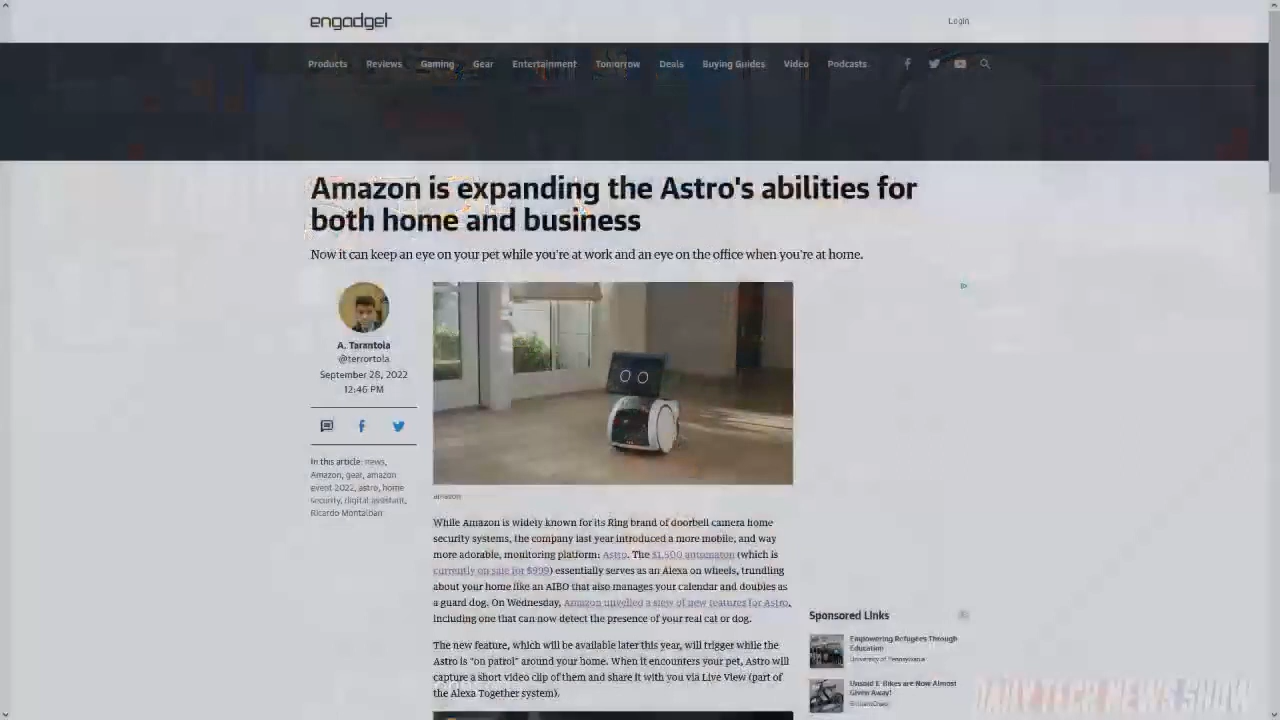 engadget
Login
Products Reviews Gaming Gear Entertainment Tomorrow Deals Buying Guides Video Podcasts
Amazon is expanding the Astro's abilities for
both home and business
Now it can keep an eye on your pet while you're at work and an eye on the office when you're at home.
A. Tarantola
@terrortola
September 28, 2022
12:46 PM
In this article: news,
Amazon, gear, amazon
event 2022, astro, home
security, digital assistant,
Ricardo Montalban
amazon
While Amazon is widely known for its Ring brand of doorbell camera home
security systems, the company last year introduced a more mobile, and way
more adorable, monitoring platform: Astro. The $1,500 automaton (which is
currently on sale for $999) essentially serves as an Alexa on wheels, trundling
about your home like an AIBO that also manages your calendar and doubles as
a guard dog. On Wednesday, Amazon unveiled a slew of new features for Astro,
including one that can now detect the presence of your real cat or dog.
The new feature, which will be available later this year, will trigger while the
Astro is "on patrol" around your home. When it encounters your pet, Astro will
capture a short video clip of them and share it with you via Live View (part of
the Alexa Together system).
Sponsored Links
Empowering Refugees Through
Education
University of Pennsylvania
Unsold E-Bikes are Now Almost
Given Away!
DAILY TECH NEWS SHOW